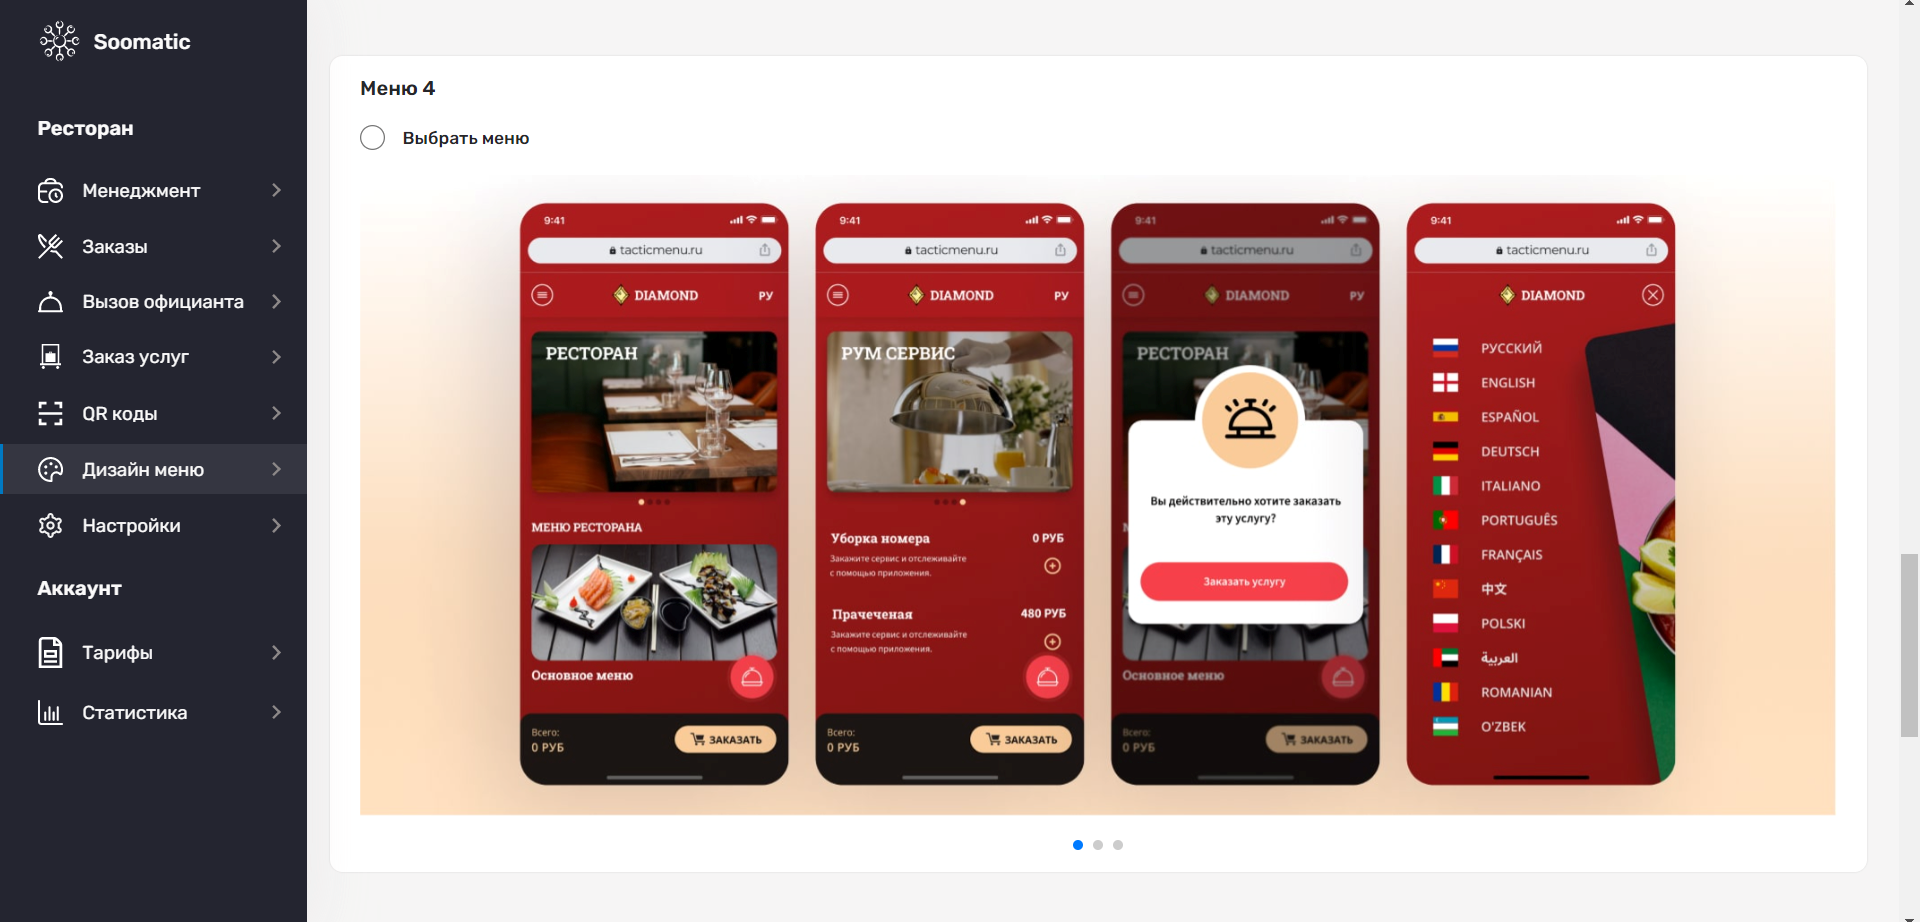 Soomatic
Ресторан
Менеджмент
Заказы
Вызов официанта
Заказ услуг
QR коды
Дизайн меню
Настройки
Аккаунт
Тарифы
Статистика
Меню 4
Выбрать меню
9:41
tacticmenu.ru
DIAMOND
РУ
РЕСТОРАН
МЕНЮ РЕСТОРАНА
Основное меню
Всего:
0 РУБ
ЗАКАЗАТЬ
9:41
tacticmenu.ru
DIAMOND
РУ
РУМ СЕРВИС
Уборка номера
0 РУБ
Закажите сервис и отслеживайте
с помощью приложения.
Прачеченая
480 РУБ
Закажите сервис и отслеживайте
с помощью приложения.
Всего:
0 РУБ
ЗАКАЗАТЬ
9:41
tacticmenu.ru
DIAMOND
РУ
РЕСТОРАН
Вы действительно хотите заказать
эту услугу?
Заказать услугу
М
Основное меню
Всего:
0 РУБ
ЗАКАЗАТЬ
9:41
tacticmenu.ru
DIAMOND
РУССКИЙ
ENGLISH
ESPAÑOL
DEUTSCH
ITALIANO
PORTUGUÊS
FRANÇAIS
中文
POLSKI
العربية
ROMANIAN
O'ZBEK